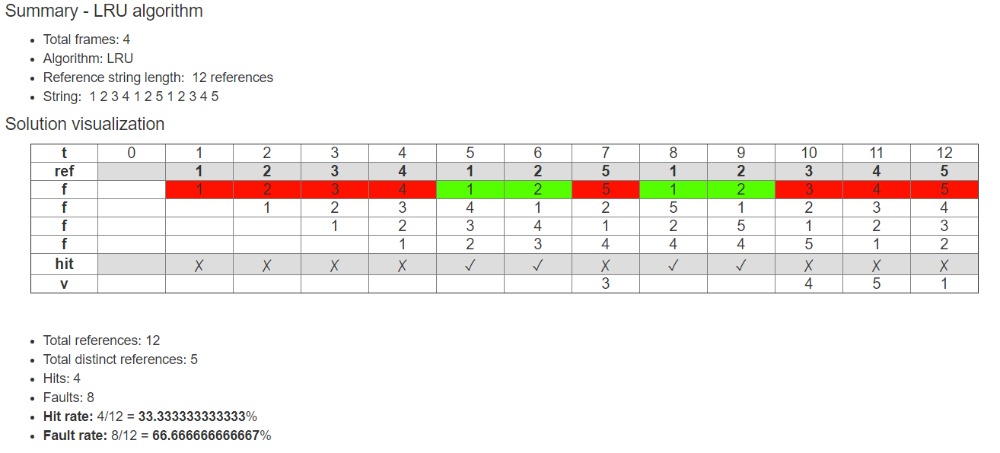 Summary - LRU algorithm
Total frames: 4
Algorithm: LRU
Reference string length: 12 references
String: 1 2 3 4 1 2 5 1 2 3 4 5
Solution visualization
t 0 1 2 3 4 5 6 7 8 9 10 11 12
ref 1 2 3 4 1 2 5 1 2 3 4 5
f 1 2 3 4 1 2 5 1 2 3 4 5
f 1 2 3 4 1 2 5 1 2 3 4
f 1 2 3 4 1 2 5 1 2 3
f 1 2 3 4 4 4 5 1 2
hit ✗ ✗ ✗ ✗ ✓ ✓ ✗ ✓ ✓ ✗ ✗ ✗
v 3 4 5 1
Total references: 12
Total distinct references: 5
Hits: 4
Faults: 8
Hit rate: 4/12 = 33.333333333333%
Fault rate: 8/12 = 66.666666666667%